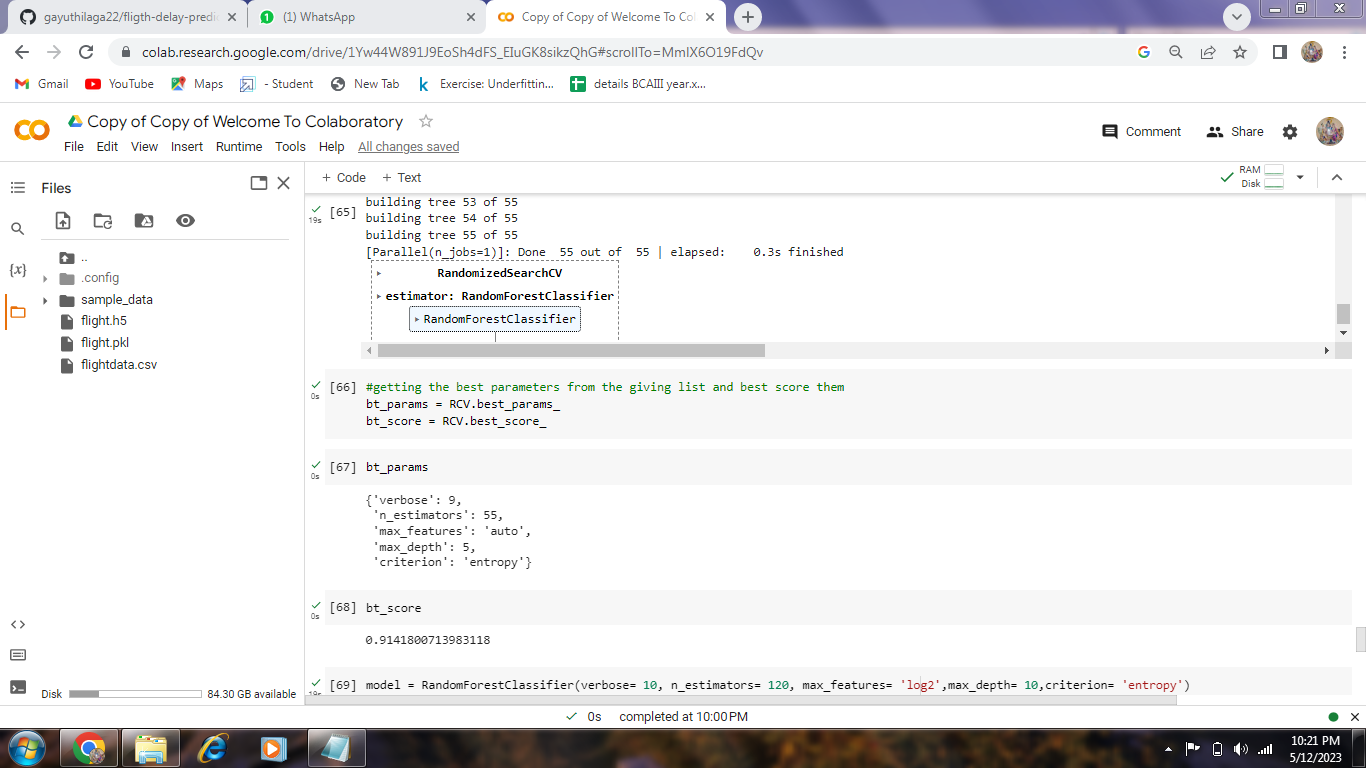 gayuthilaga22/fligth-delay-predi
(1) WhatsApp
Copy of Copy of Welcome To Col
colab.research.google.com/drive/1Yw44W891J9EoSh4dFS_EIuGK8sikzQhG#scrollTo=MmIX6O19FdQv
Gmail
YouTube
Maps
- Student
New Tab
Exercise: Underfittin...
details BCAIII year.x...
Copy of Copy of Welcome To Colaboratory
Comment
Share
File Edit View Insert Runtime Tools Help All changes saved
Files
+ Code + Text
RAM
Disk
..
.config
sample_data
flight.h5
flight.pkl
flightdata.csv
Disk
84.30 GB available
[65]
19s
building tree 53 of 55
building tree 54 of 55
building tree 55 of 55
[Parallel(n_jobs=1)]: Done 55 out of 55 | elapsed: 0.3s finished
RandomizedSearchCV
estimator: RandomForestClassifier
RandomForestClassifier
[66] #getting the best parameters from the giving list and best score them
0s
bt_params = RCV.best_params_
bt_score = RCV.best_score_
[67] bt_params
0s
{'verbose': 9,
'n_estimators': 55,
'max_features': 'auto',
'max_depth': 5,
'criterion': 'entropy'}
[68] bt_score
0s
0.9141800713983118
[69] model = RandomForestClassifier(verbose= 10, n_estimators= 120, max_features= 'log2',max_depth= 10,criterion= 'entropy')
19s
0s completed at 10:00 PM
10:21 PM
5/12/2023